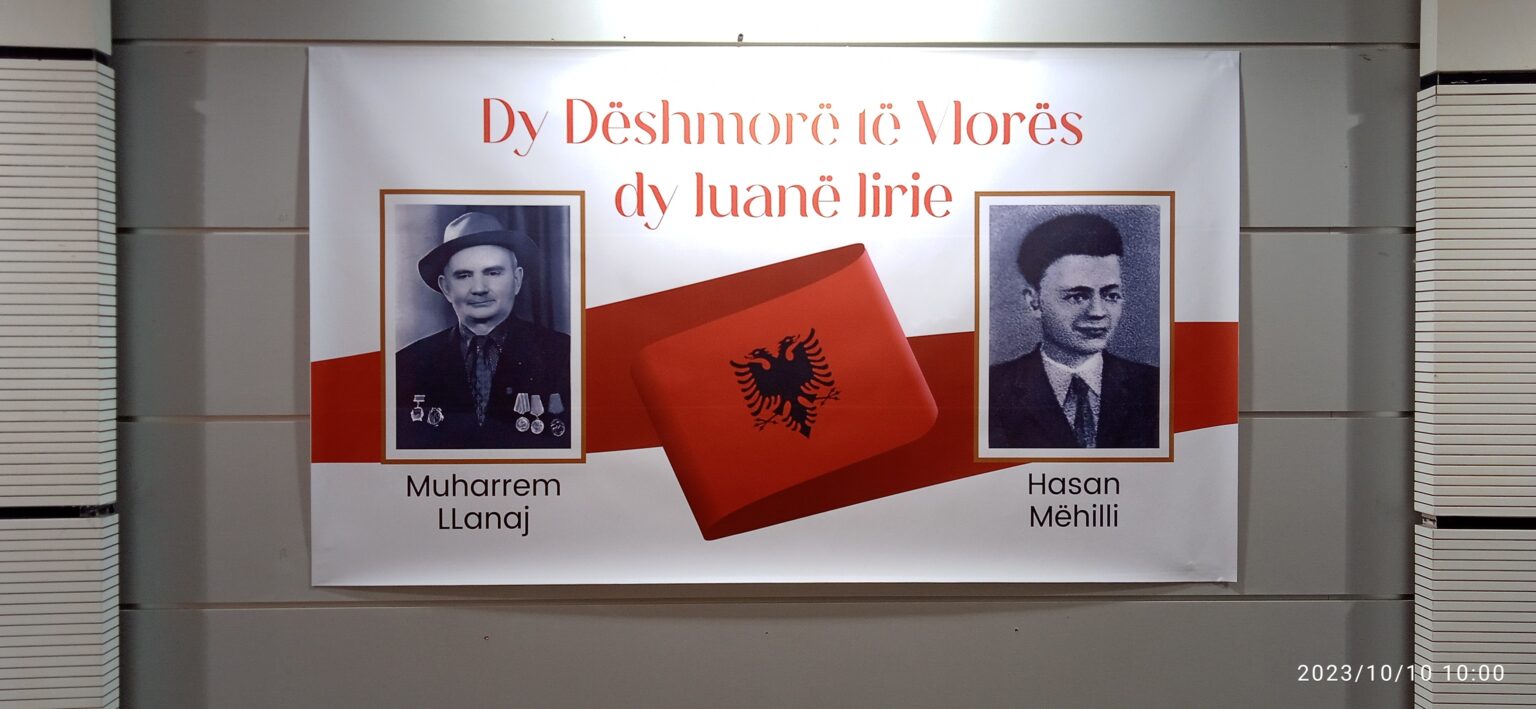 Dy Dëshmorë të Vlorës
dy luanë lirie
Muharrem
LLanaj
Hasan
Mëhilli
2023/10/10 10:00